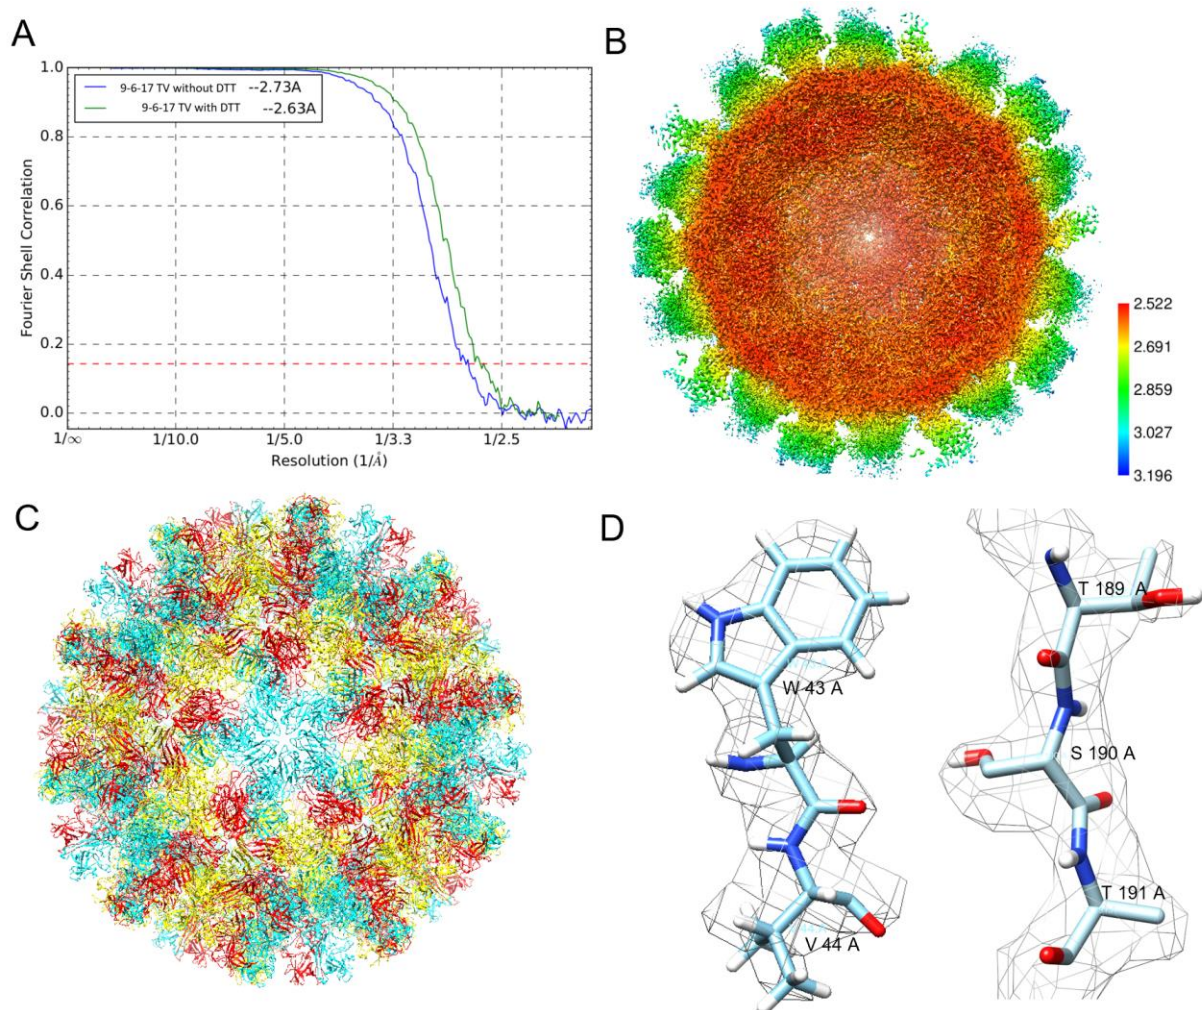 A
1.0
0.8
0.6
0.4
0.2
0.0
Fourier Shell Correlation
9-6-17 TV without DTT --2.73A
9-6-17 TV with DTT --2.63A
1/∞
1/10.0
1/5.0
1/3.3
1/2.5
Resolution (1/Å)
B
2.522
2.691
2.859
3.027
3.196
C
D
W 43 A
V 44 A
T 189 A
S 190 A
T 191 A